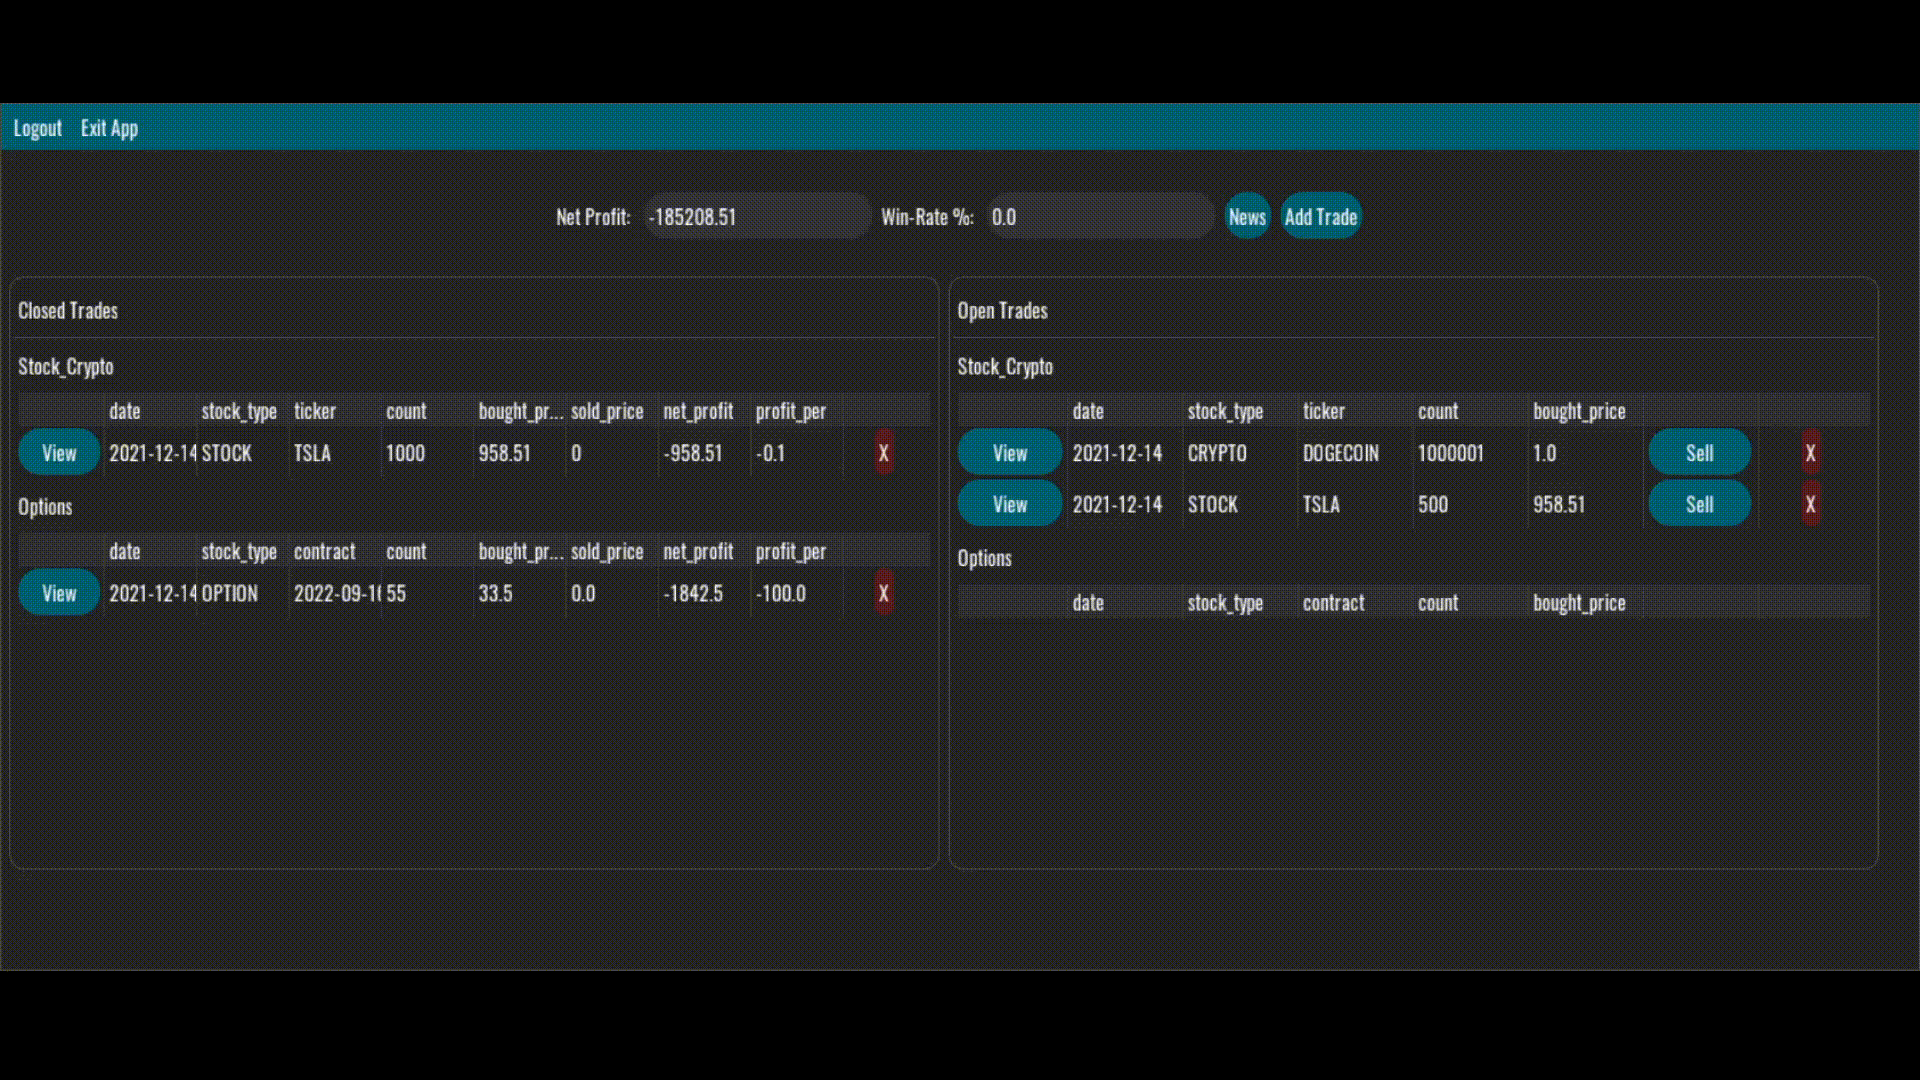 Logout Exit App
Net Profit: -185208.51 Win-Rate %: 0.0 News Add Trade
Closed Trades
Stock_Crypto
date stock_type ticker count bought_pr... sold_price net_profit profit_per
View 2021-12-14 STOCK TSLA 1000 958.51 0 -958.51 -0.1 X
Options
date stock_type contract count bought_pr... sold_price net_profit profit_per
View 2021-12-14 OPTION 2022-09-1 55 33.5 0.0 -1842.5 -100.0 X
Open Trades
Stock_Crypto
date stock_type ticker count bought_price
View 2021-12-14 CRYPTO DOGECOIN 1000001 1.0 Sell X
View 2021-12-14 STOCK TSLA 500 958.51 Sell X
Options
date stock_type contract count bought_price